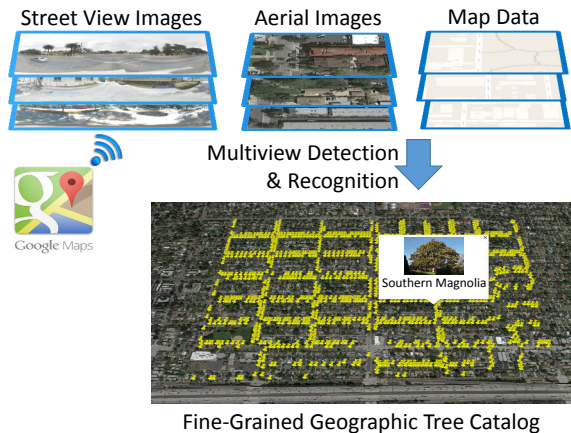 Street View Images
Aerial Images
Map Data
Multiview Detection
& Recognition
Google Maps
Southern Magnolia
Fine-Grained Geographic Tree Catalog